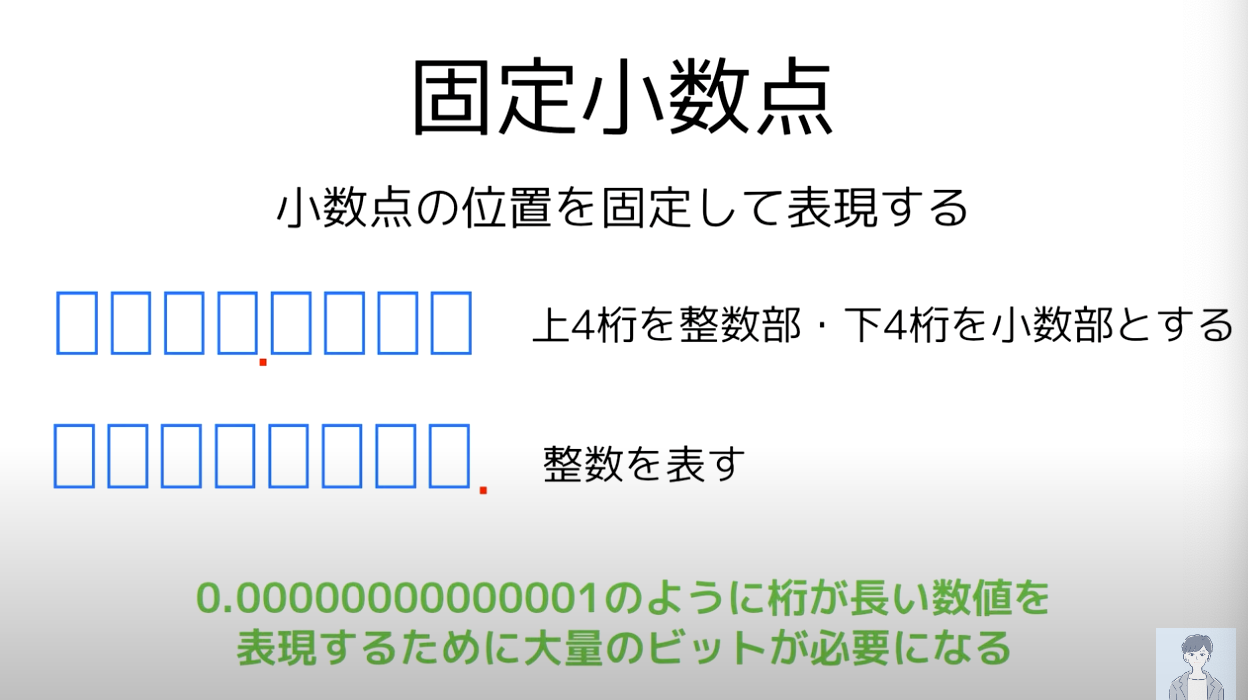 固定小数点
小数点の位置を固定して表現する
上4桁を整数部・下4桁を小数部とする
整数を表す
0.000000000000001のように桁が長い数値を
表現するために大量のビットが必要になる